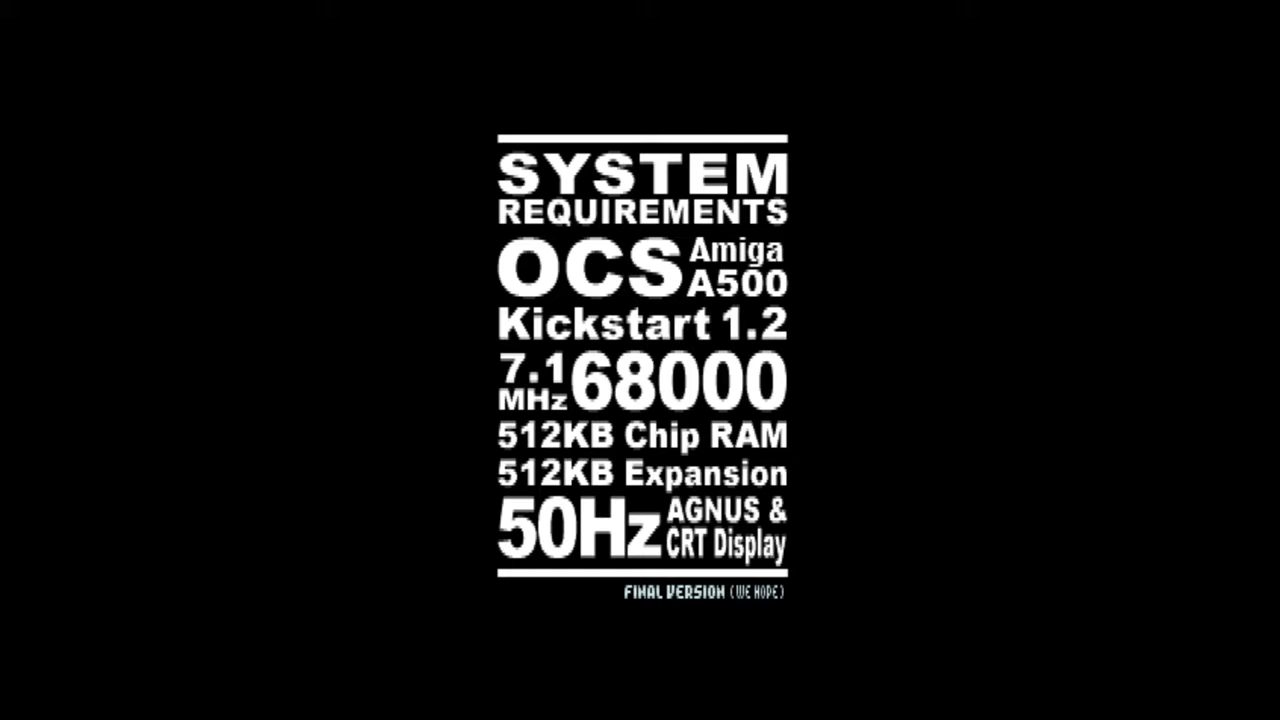 SYSTEM
REQUIREMENTS
OCS Amiga A500
Kickstart 1.2
7.1 MHz 68000
512KB Chip RAM
512KB Expansion
50Hz AGNUS & CRT Display
FINAL VERSION (WE HOPE)